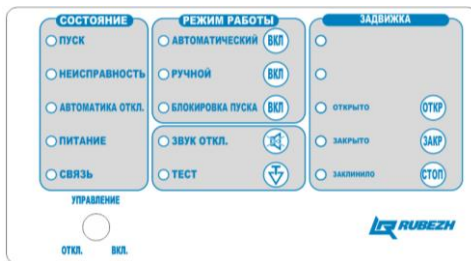 СОСТОЯНИЕ
ПУСК
НЕИСПРАВНОСТЬ
АВТОМАТИКА ОТКЛ.
ПИТАНИЕ
СВЯЗЬ
РЕЖИМ РАБОТЫ
АВТОМАТИЧЕСКИЙ ВКЛ
РУЧНОЙ ВКЛ
БЛОКИРОВКА ПУСКА ВКЛ
ЗВУК ОТКЛ.
ТЕСТ
ЗАДВИЖКА
ОТКРЫТО ОТКР
ЗАКРЫТО ЗАКР
ЗАКЛИНИЛО СТОП
УПРАВЛЕНИЕ
ОТКЛ. ВКЛ.
RUBEZH